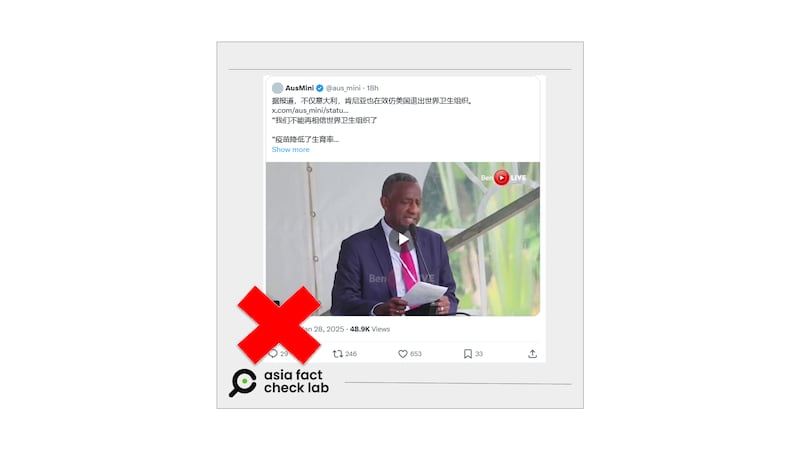 AusMini @aus_mini · 18h
据报道，不仅意大利，肯尼亚也在效仿美国退出世界卫生组织。
x.com/aus_mini/statu...
"我们不能再相信世界卫生组织了
"疫苗降低了生育率...
Show more
Ben LIVE
Ben LIVE
an 28, 2025 · 48.9K Views
29 246 653 33
asia fact
check lab